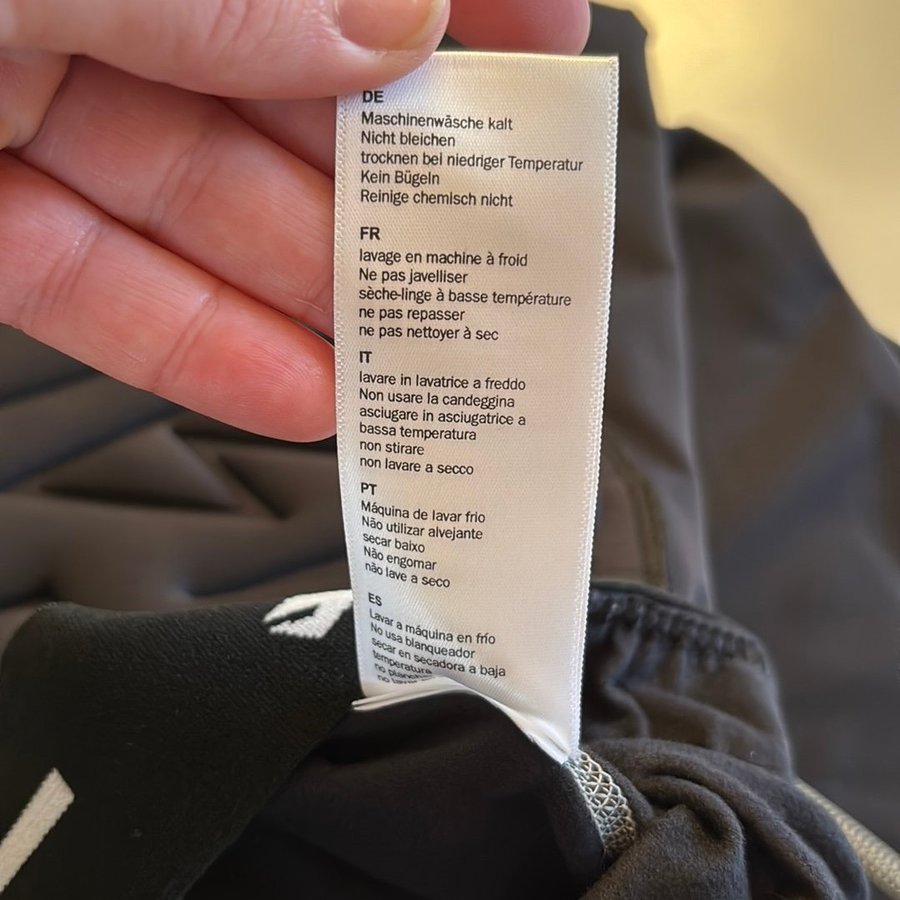 DE
Maschinenwäsche kalt
Nicht bleichen
trocknen bei niedriger Temperatur
Kein Bügeln
Reinige chemisch nicht
FR
lavage en machine à froid
Ne pas javelliser
sèche-linge à basse température
ne pas repasser
ne pas nettoyer à sec
IT
lavare in lavatrice a freddo
Non usare la candeggina
asciugare in asciugatrice a
bassa temperatura
non stirare
non lavare a secco
PT
Máquina de lavar frio
Não utilizar alvejante
secar baixo
Não engomar
não lave a seco
ES
Lavar a máquina en frío
No usa blanqueador
secar en secadora a baja
temperatura
no
no